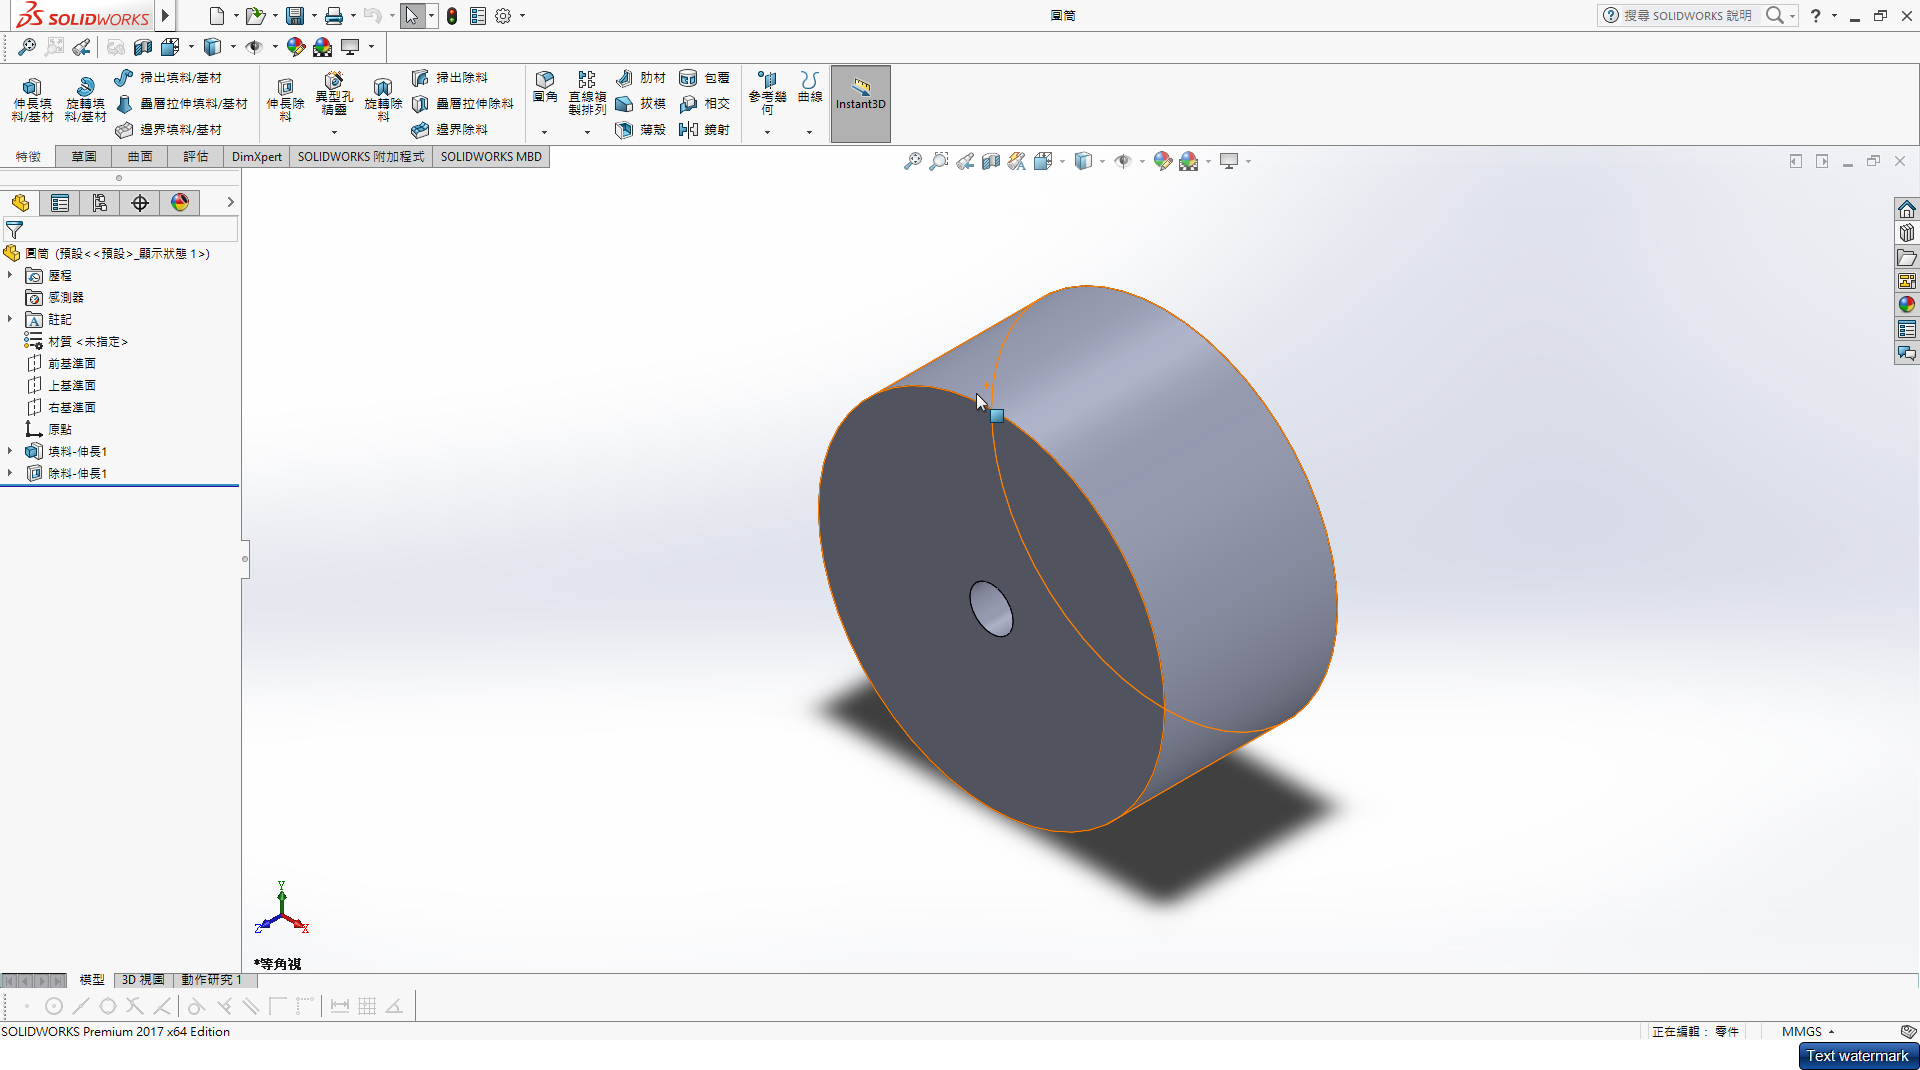 SOLIDWORKS
圓筒
搜尋 SOLIDWORKS 說明
伸長填料/基材
旋轉填料/基材
掃出填料/基材
疊層拉伸填料/基材
邊界填料/基材
伸長除料
異型孔精靈
旋轉除料
掃出除料
疊層拉伸除料
邊界除料
圓角
直線複製排列
肋材
拔模
薄殼
包覆
相交
鏡射
參考幾何
曲線
Instant3D
特徵
草圖
曲面
評估
DimXpert
SOLIDWORKS 附加程式
SOLIDWORKS MBD
圓筒 (預設<<預設>_顯示狀態 1>)
歷程
感測器
註記
材質 <未指定>
前基準面
上基準面
右基準面
原點
填料-伸長1
除料-伸長1
Y
Z
X
*等角視
模型
3D 視圖
動作研究 1
SOLIDWORKS Premium 2017 x64 Edition
正在編輯： 零件
MMGS
Text watermark